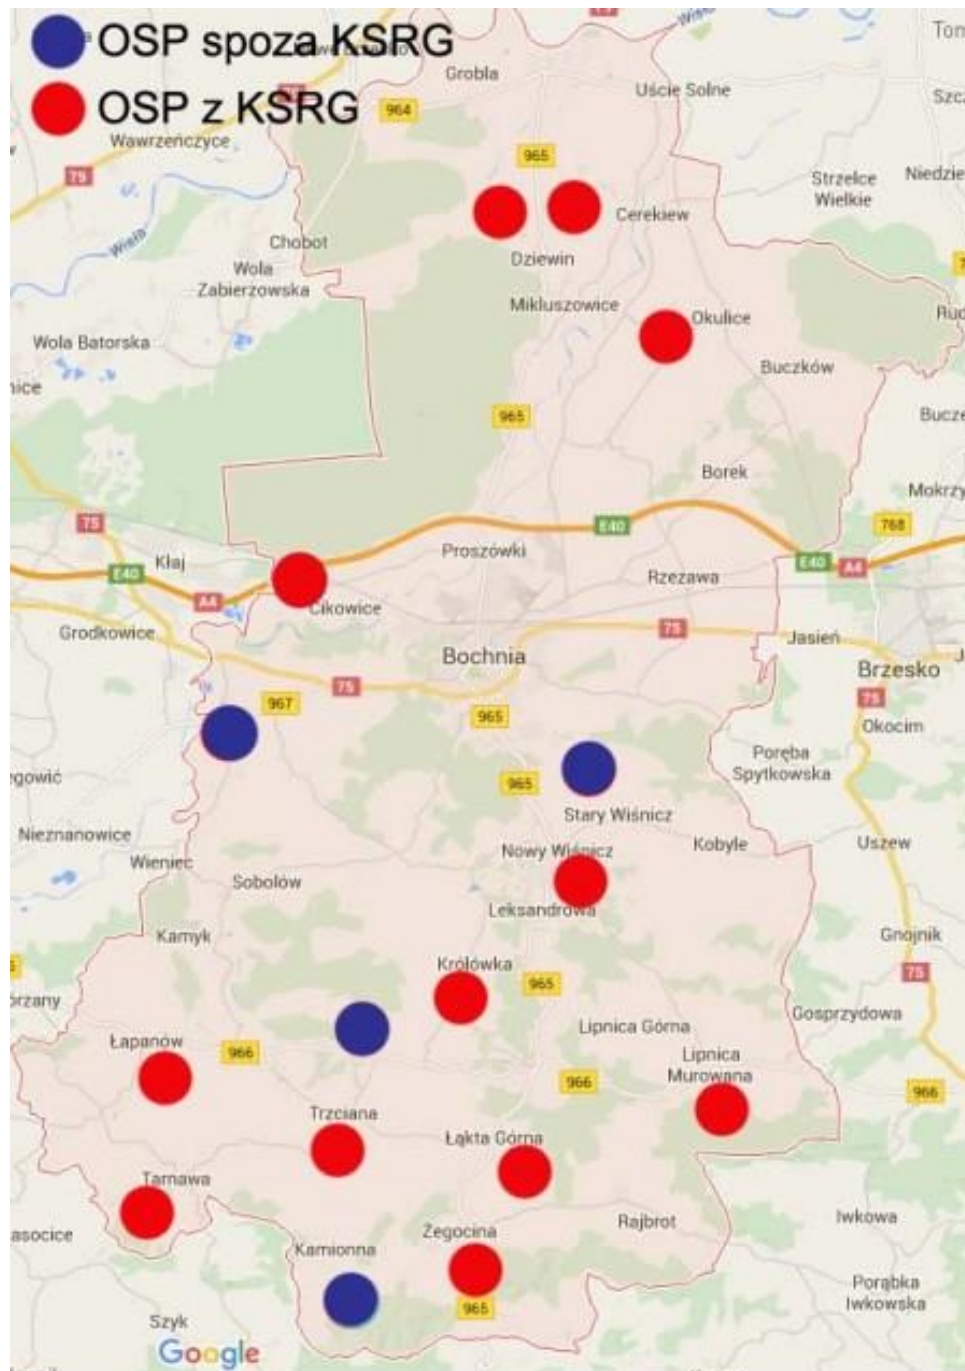 OSP spoza KSRG
OSP z KSRG
Grobla
Uście Solne
964
Wawrzeńczyce
75
965
Strzelce
Wielkie
Cerekiew
Chobot
Wisła
Dziewin
Wola
Zabierzowska
Mikluszowice
Okulice
Wola Batorska
Buczków
965
Borek
75
E40
768
Proszówki
Kłaj
E40
E40
A4
Rzezawa
A4
Cikowice
Grodkowice
75
Jasień
Bochnia
Brzesko
75
75
967
965
Okocim
Poręba
Spytkowska
965
Stary Wiśnicz
Nieznanowice
Kobyle
Uszew
Nowy Wiśnicz
Wieniec
Sobolów
Leksandrowa
Kamyk
Gnojnik
Królówka
75
965
Gosprzydowa
Lipnica Górna
Łapanów
966
Lipnica
Murowana
966
966
Trzciana
Łąkta Górna
Tarnawa
Rajbrot
Iwkowa
Żegocina
Kamionna
Porąbka
Iwkowska
965
Szyk
Google